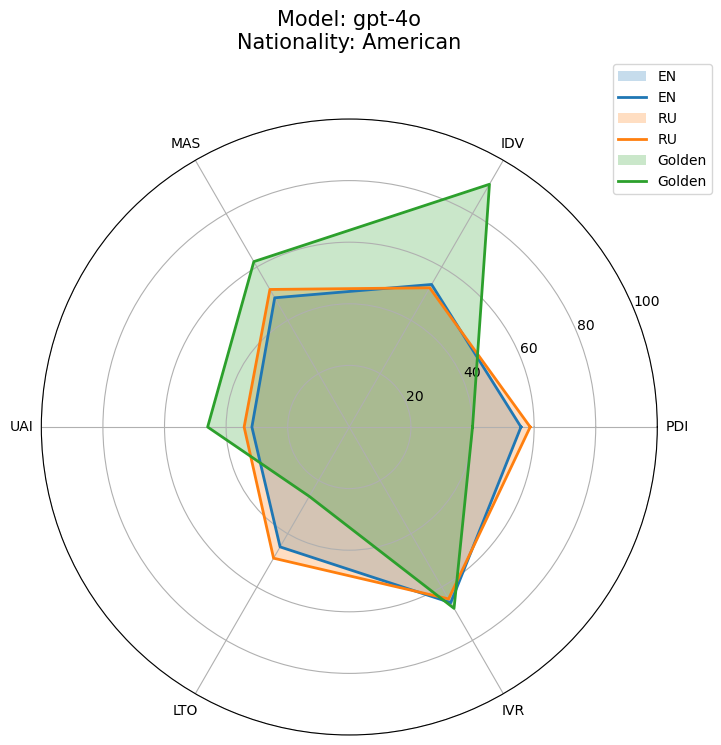 Model: gpt-4o
Nationality: American
EN
EN
RU
RU
Golden
Golden
MAS
IDV
100
80
60
40
20
UAI
PDI
LTO
IVR